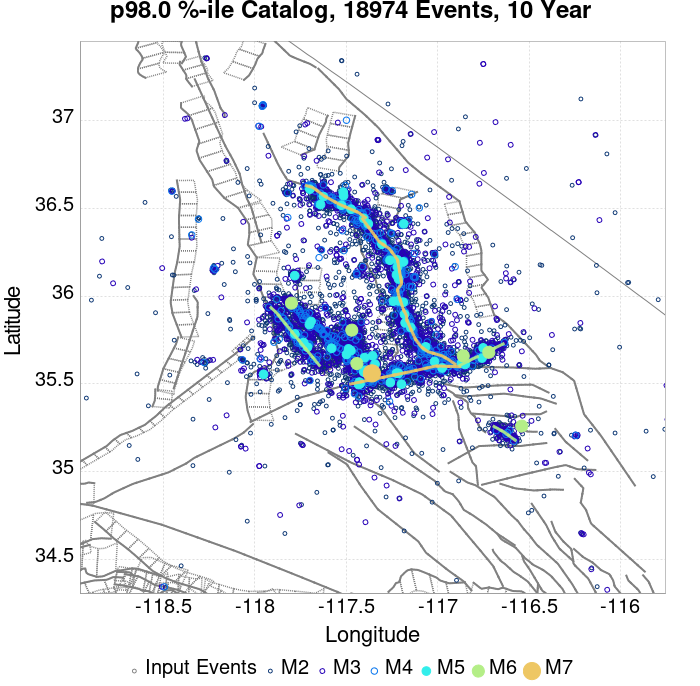 p98.0 %-ile Catalog, 18974 Events, 10 Year
37
36.5
36
35.5
35
34.5
Latitude
-118.5 -118 -117.5 -117 -116.5 -116
Longitude
Input Events M2 M3 M4 M5 M6 M7